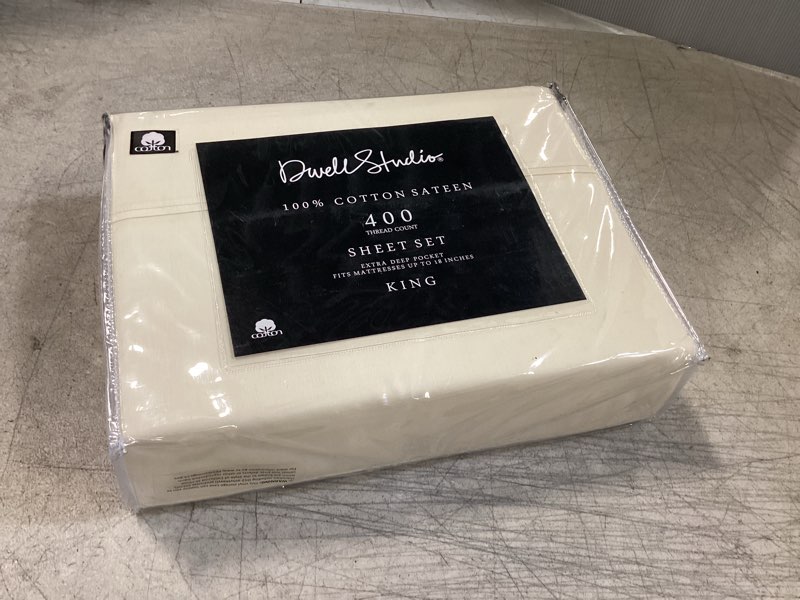 cotton
DwellStudio®
100% COTTON SATEEN
400
THREAD COUNT
SHEET SET
EXTRA DEEP POCKET
FITS MATTRESSES UP TO 18 INCHES
KING
cotton
WARNING: